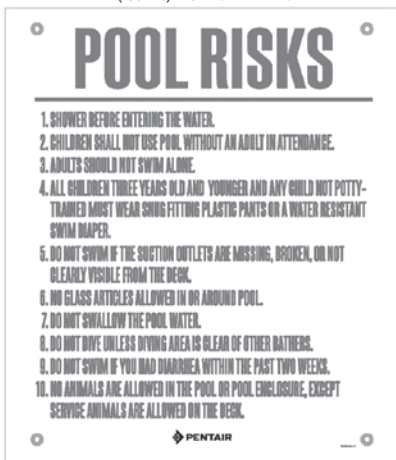 POOL RISKS
1. SHOWER BEFORE ENTERING THE WATER.
2. CHILDREN SHALL NOT USE POOL WITHOUT AN ADULT IN ATTENDANCE.
3. ADULTS SHOULD NOT SWIM ALONE.
4. ALL CHILDREN THREE YEARS OLD AND YOUNGER AND ANY CHILD NOT POTTY-
TRAINED MUST WEAR SNUG FITTING PLASTIC PANTS OR A WATER RESISTANT
SWIM DIAPER.
5. DO NOT SWIM IF THE SUCTION OUTLETS ARE MISSING, BROKEN, OR NOT
CLEARLY VISIBLE FROM THE DECK.
6. NO GLASS ARTICLES ALLOWED IN OR AROUND POOL.
7. DO NOT SWALLOW THE POOL WATER.
8. DO NOT DIVE UNLESS DIVING AREA IS CLEAR OF OTHER BATHERS.
9. DO NOT SWIM IF YOU HAD DIARRHEA WITHIN THE PAST TWO WEEKS.
10. NO ANIMALS ARE ALLOWED IN THE POOL OR POOL ENCLOSURE, EXCEPT
SERVICE ANIMALS ARE ALLOWED ON THE DECK.
PENTAIR